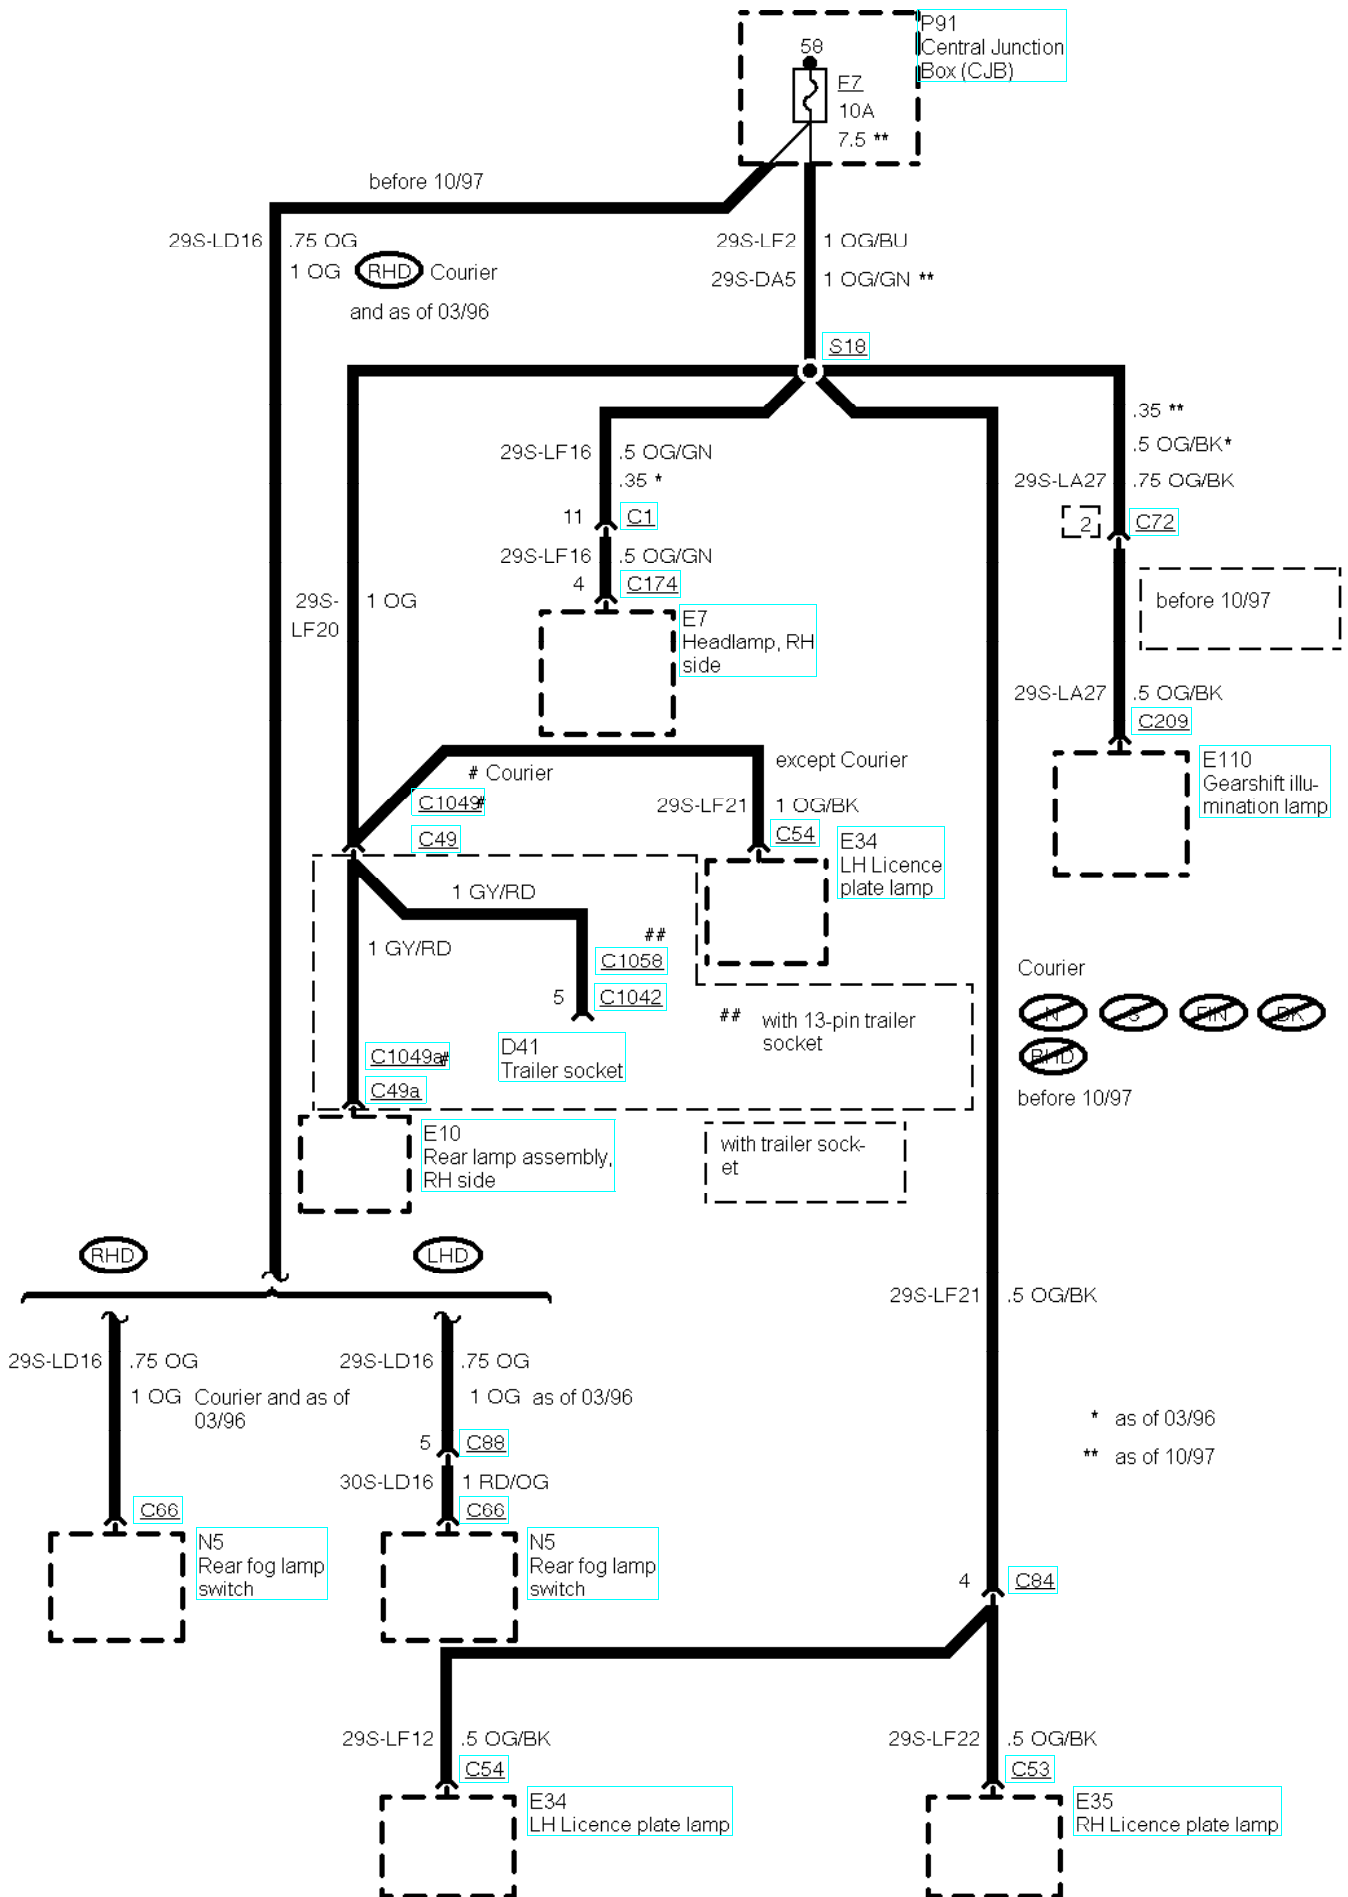 P91
Central Junction
Box (CJB)
58
F7
10A
7.5 **
before 10/97
29S-LD16 .75 OG
1 OG RHD Courier
and as of 03/96
29S-LF2 1 OG/BU
29S-DA5 1 OG/GN **
S18
.35 **
.5 OG/BK*
29S-LA27 .75 OG/BK
2 C72
before 10/97
29S-LA27 .5 OG/BK
C209
E110
Gearshift illu-
mination lamp
29S-LF16 .5 OG/GN
.35 *
11 C1
29S-LF16 .5 OG/GN
4 C174
E7
Headlamp, RH
side
29S-
LF20
1 OG
# Courier
C1049#
C49
except Courier
29S-LF21 1 OG/BK
C54
E34
LH Licence
plate lamp
1 GY/RD
1 GY/RD
##
C1058
5 C1042
D41
Trailer socket
## with 13-pin trailer
socket
C1049a#
C49a
E10
Rear lamp assembly,
RH side
with trailer sock-
et
Courier
N S FIN DK
RHD
before 10/97
RHD LHD
29S-LD16 .75 OG
1 OG Courier and as of
03/96
C66
N5
Rear fog lamp
switch
29S-LD16 .75 OG
1 OG as of 03/96
5 C88
30S-LD16 1 RD/OG
C66
N5
Rear fog lamp
switch
29S-LF21 .5 OG/BK
* as of 03/96
** as of 10/97
4 C84
29S-LF12 .5 OG/BK
C54
E34
LH Licence plate lamp
29S-LF22 .5 OG/BK
C53
E35
RH Licence plate lamp